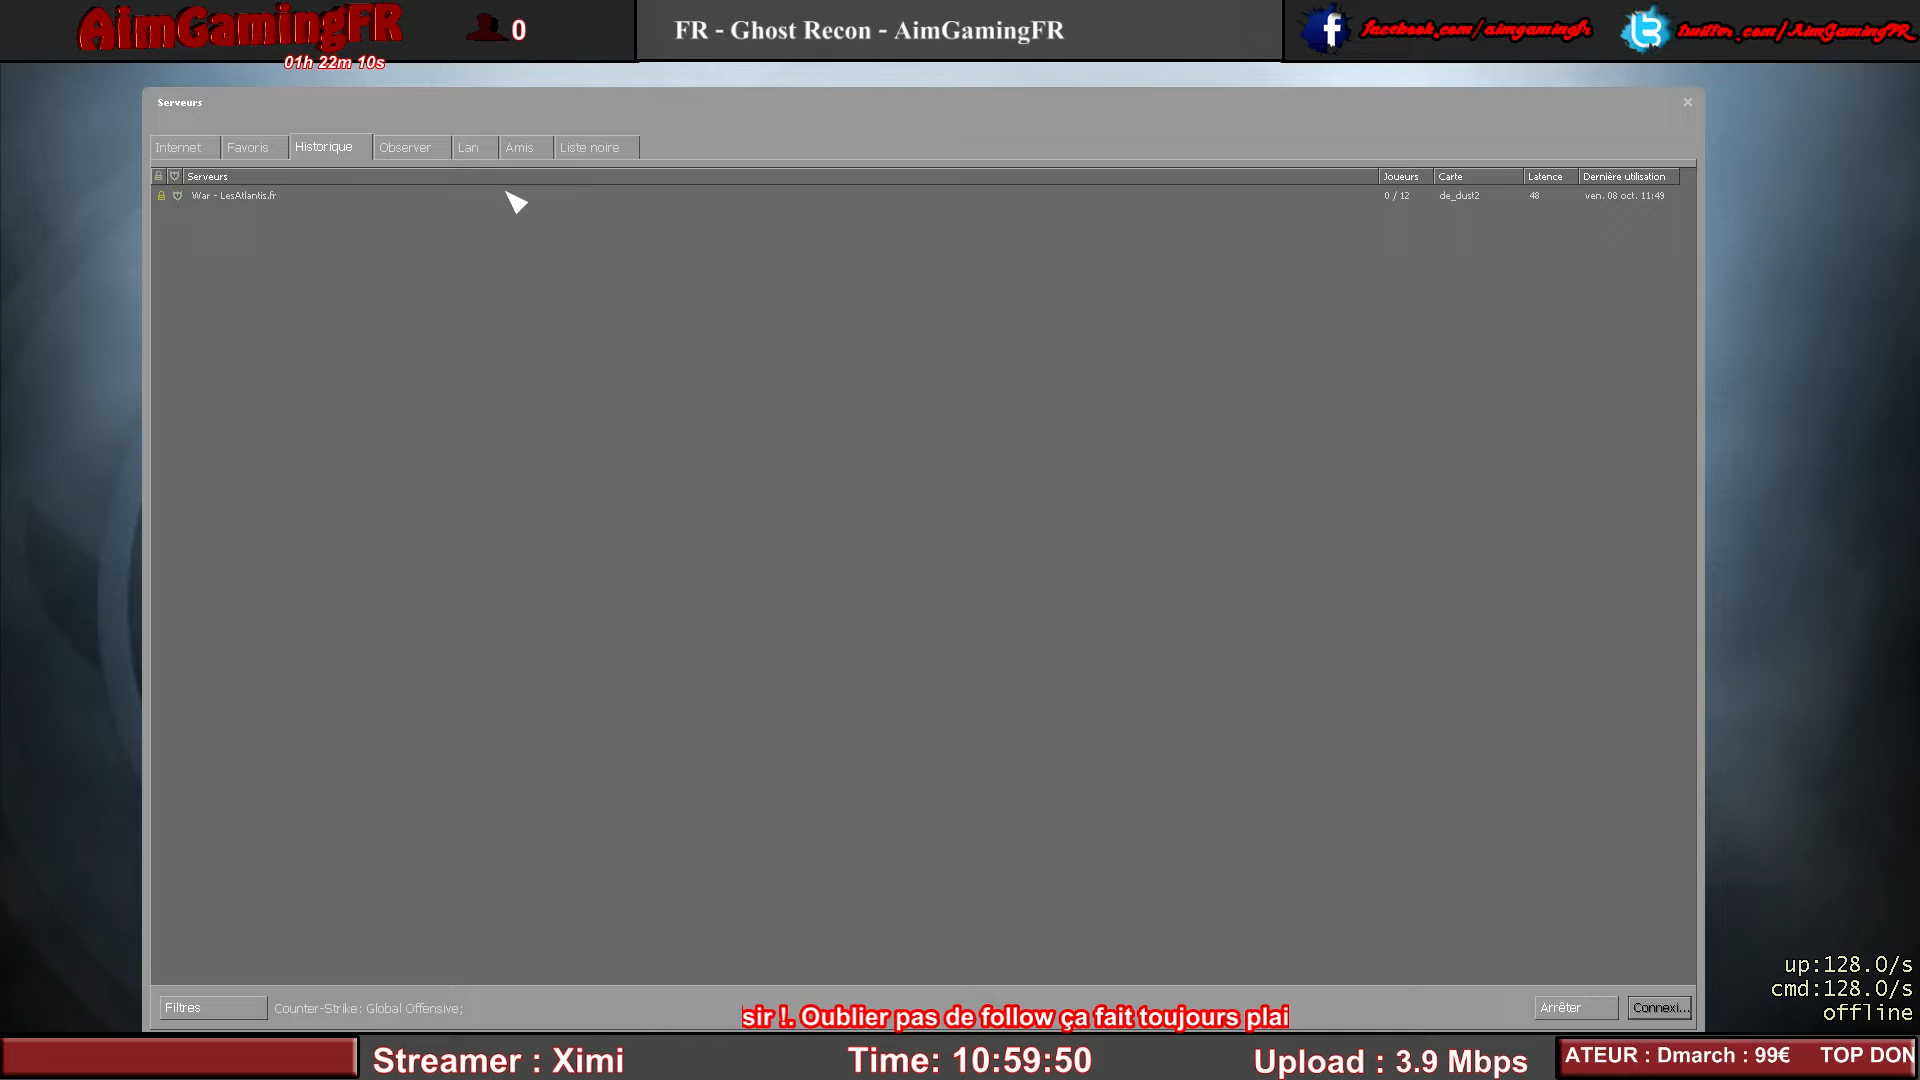 AimGamingFR
01h 22m 10s
0
FR - Ghost Recon - AimGamingFR
facebook.com/aimgamingfr
twitter.com/AimGamingFR
Serveurs
Internet Favoris Historique Observer Lan Amis Liste noire
Serveurs Joueurs Carte Latence Dernière utilisation
War - LesAtlantis.fr 0 / 12 de_dust2 48 ven. 08 oct. 11:49
Filtres Counter-Strike: Global Offensive;
sir !. Oublier pas de follow ça fait toujours plai
Arrêter Connexi...
up:128.0/s
cmd:128.0/s
offline
Streamer : Ximi
Time: 10:59:50
Upload : 3.9 Mbps
ATEUR : Dmarch : 99€ TOP DON